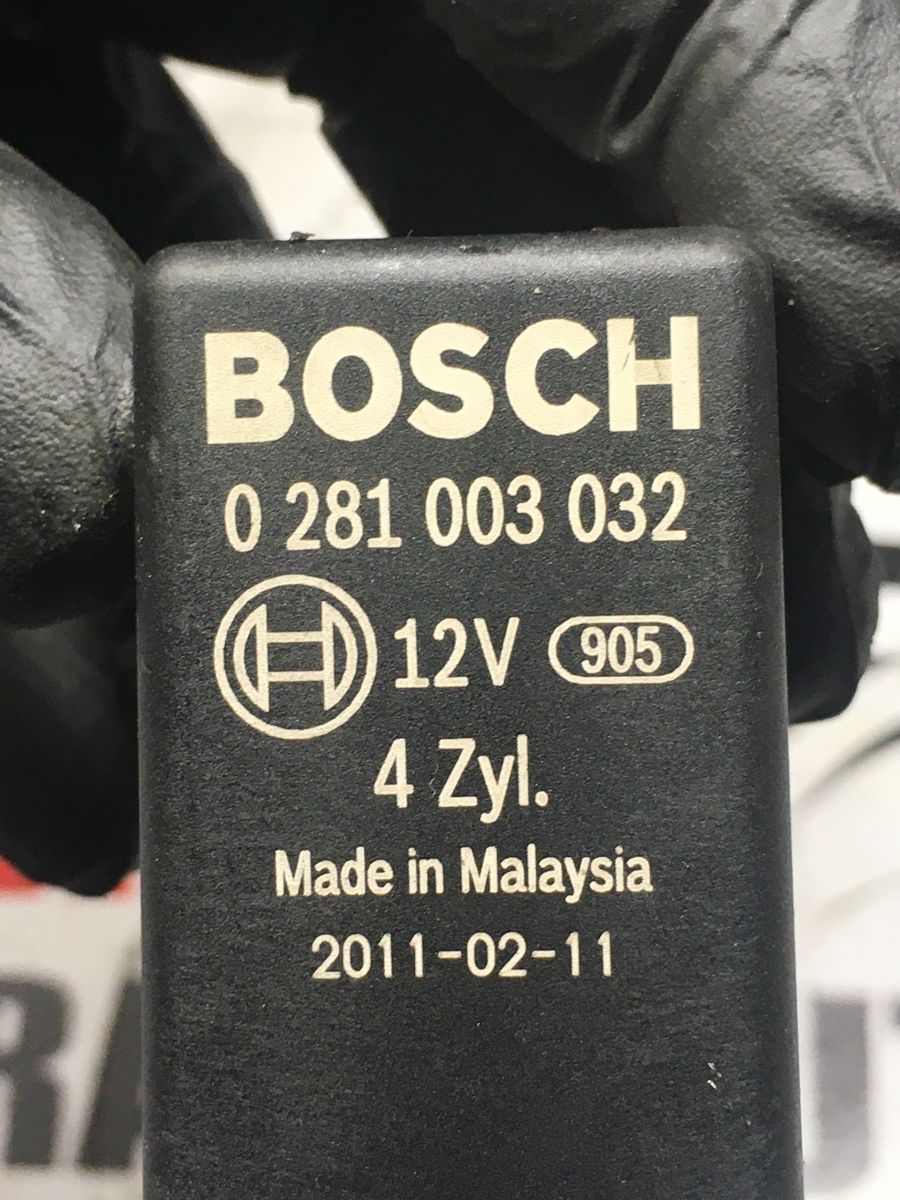 BOSCH
0 281 003 032
12V 905
4 Zyl.
Made in Malaysia
2011-02-11